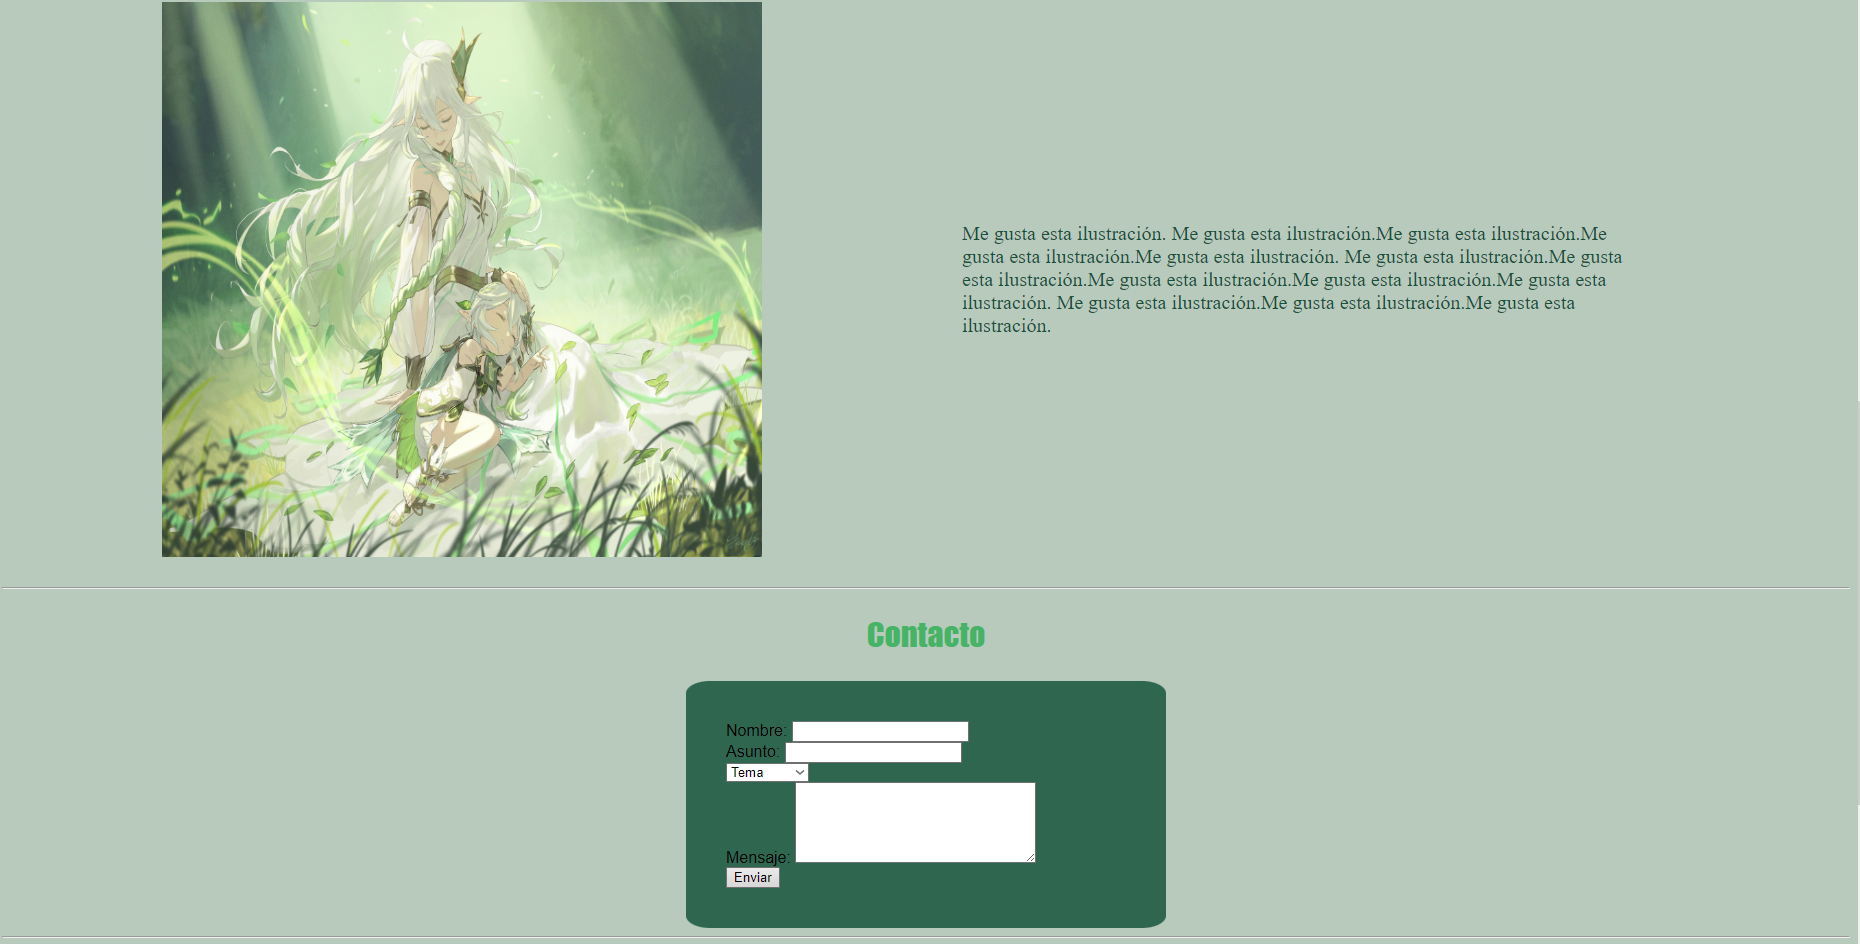 Me gusta esta ilustración. Me gusta esta ilustración.Me gusta esta ilustración.Me
gusta esta ilustración.Me gusta esta ilustración. Me gusta esta ilustración.Me gusta
esta ilustración.Me gusta esta ilustración.Me gusta esta ilustración.Me gusta esta
ilustración. Me gusta esta ilustración.Me gusta esta ilustración.Me gusta esta
ilustración.
Contacto
Nombre:
Asunto:
Tema
Mensaje:
Enviar